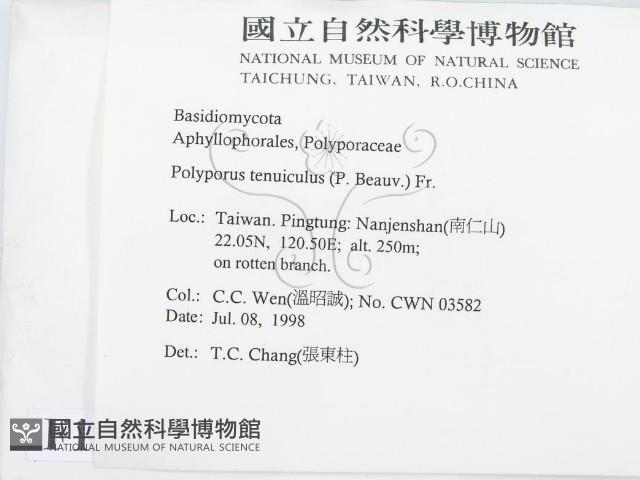 國立自然科學博物館
NATIONAL MUSEUM OF NATURAL SCIENCE
TAICHUNG, TAIWAN, R.O.CHINA
Basidiomycota
Aphyllophorales, Polyporaceae
Polyporus tenuiculus (P. Beauv.) Fr.
Loc.: Taiwan. Pingtung: Nanjenshan(南仁山)
22.05N, 120.50E; alt. 250m;
on rotten branch.
Col.: C.C. Wen(溫昭誠); No. CWN 03582
Date: Jul. 08, 1998
Det.: T.C. Chang(張東柱)
國立自然科學博物館
NATIONAL MUSEUM OF NATURAL SCIENCE